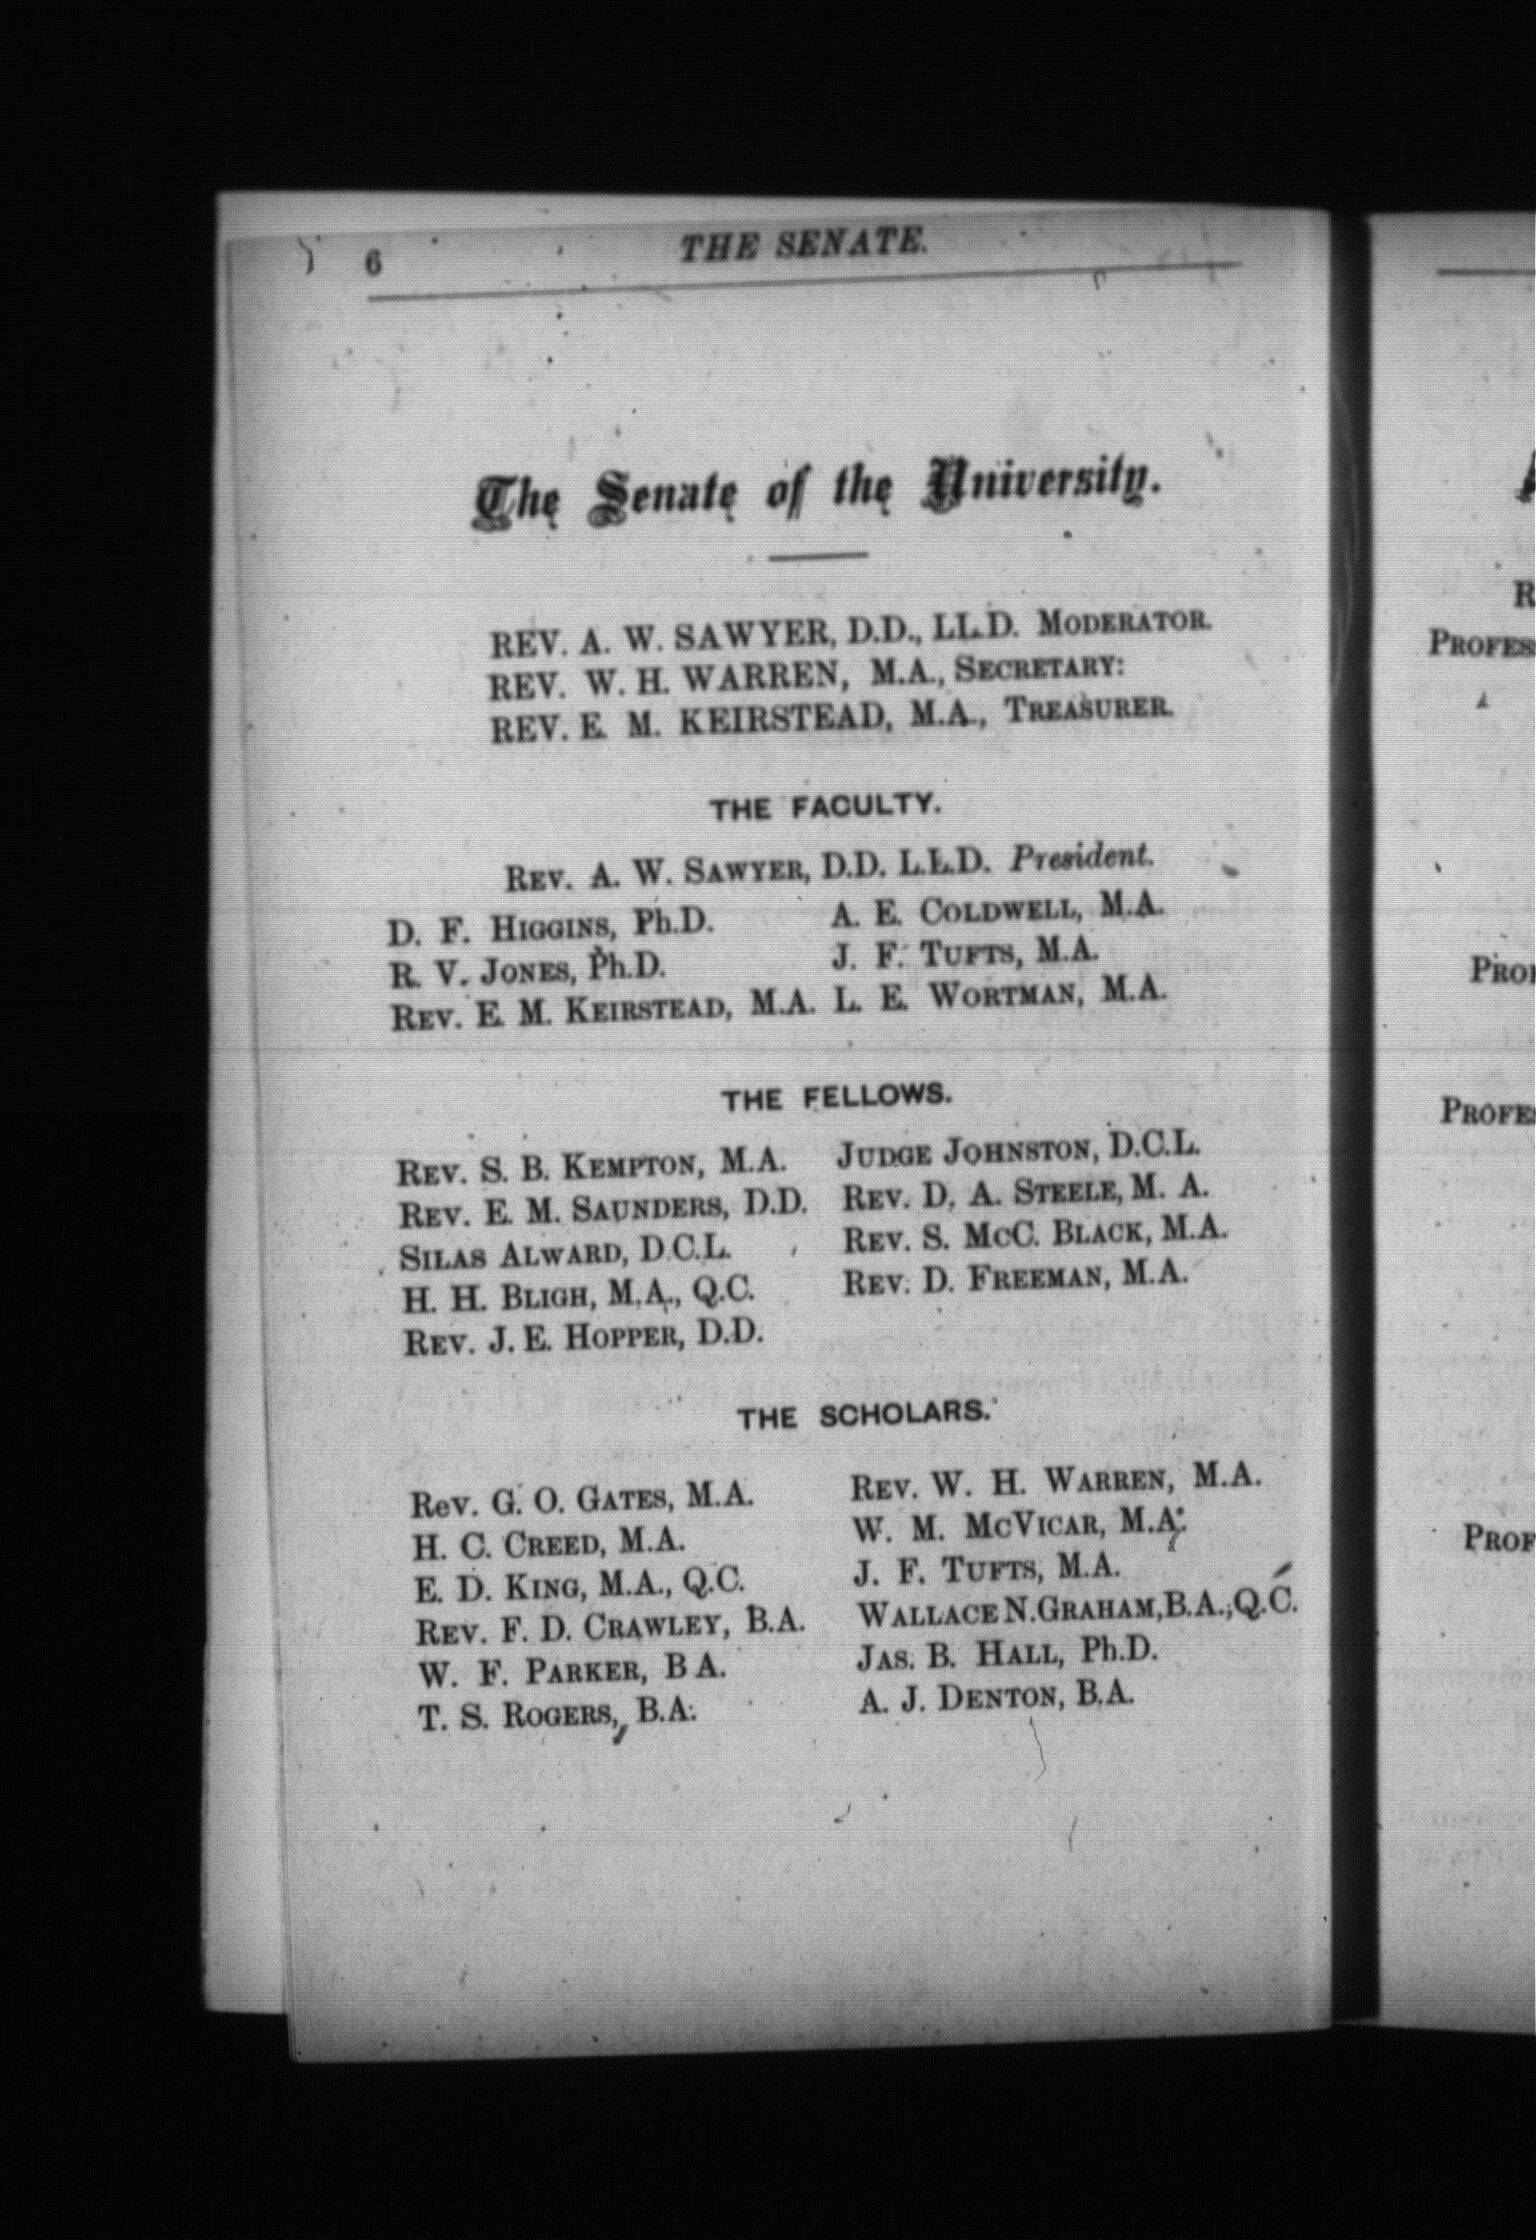 6 THE SENATE.
The Senate of the University.
REV. A. W. SAWYER, D.D., LL.D. MODERATOR.
REV. W. H. WARREN, M.A., SECRETARY:
REV. E. M. KEIRSTEAD, M.A., TREASURER.
THE FACULTY.
REV. A. W. SAWYER, D.D. L.L.D. President.
D. F. HIGGINS, Ph.D.
R. V. JONES, Ph.D.
REV. E. M. KEIRSTEAD, M.A.
A. E. COLDWELL, M.A.
J. F. TUFTS, M.A.
L. E. WORTMAN, M.A.
THE FELLOWS.
REV. S. B. KEMPTON, M.A.
REV. E. M. SAUNDERS, D.D.
SILAS ALWARD, D.C.L.
H. H. BLIGH, M.A., Q.C.
REV. J. E. HOPPER, D.D.
JUDGE JOHNSTON, D.C.L.
REV. D. A. STEELE, M. A.
REV. S. MCC. BLACK, M.A.
REV. D. FREEMAN, M.A.
THE SCHOLARS.
Rev. G. O. GATES, M.A.
H. C. CREED, M.A.
E. D. KING, M.A., Q.C.
REV. F. D. CRAWLEY, B.A.
W. F. PARKER, B A.
T. S. ROGERS, B.A.
REV. W. H. WARREN, M.A.
W. M. MCVICAR, M.A.
J. F. TUFTS, M.A.
WALLACE N. GRAHAM, B.A., Q.C.
JAS. B. HALL, Ph.D.
A. J. DENTON, B.A.